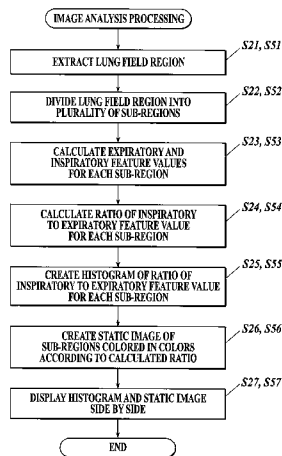 IMAGE ANALYSIS PROCESSING
S21, S51
EXTRACT LUNG FIELD REGION
S22, S52
DIVIDE LUNG FIELD REGION INTO
PLURALITY OF SUB-REGIONS
S23, S53
CALCULATE EXPIRATORY AND
INSPIRATORY FEATURE VALUES
FOR EACH SUB-REGION
S24, S54
CALCULATE RATIO OF INSPIRATORY
TO EXPIRATORY FEATURE VALUE
FOR EACH SUB-REGION
S25, S55
CREATE HISTOGRAM OF RATIO OF
INSPIRATORY TO EXPIRATORY FEATURE VALUE
FOR EACH SUB-REGION
S26, S56
CREATE STATIC IMAGE OF
SUB-REGIONS COLORED IN COLORS
ACCORDING TO CALCULATED RATIO
S27, S57
DISPLAY HISTOGRAM AND STATIC IMAGE
SIDE BY SIDE
END